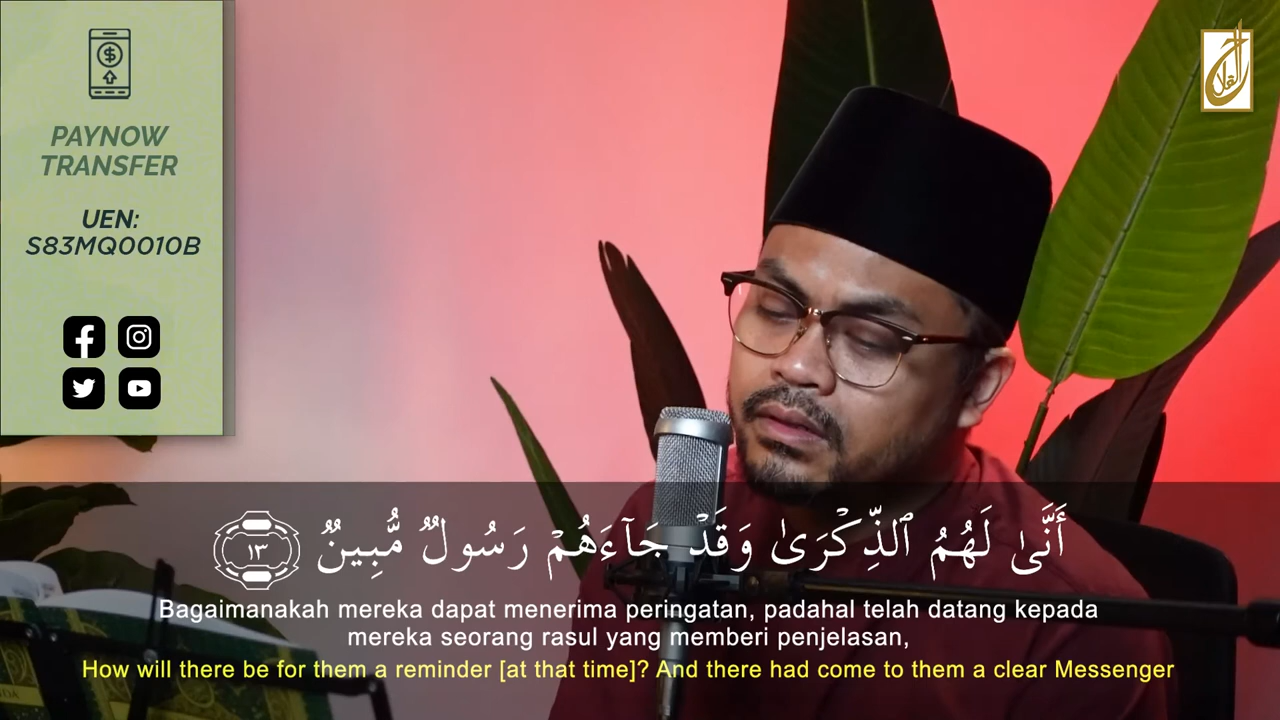 PAYNOW
TRANSFER
UEN:
S83MQ0010B
الفلاح
أَنَّىٰ لَهُمُ ٱلذِّكْرَىٰ وَقَدْ جَآءَهُمْ رَسُولٌ مُّبِينٌ ١٣
Bagaimanakah mereka dapat menerima peringatan, padahal telah datang kepada
mereka seorang rasul yang memberi penjelasan,
How will there be for them a reminder [at that time]? And there had come to them a clear Messenger